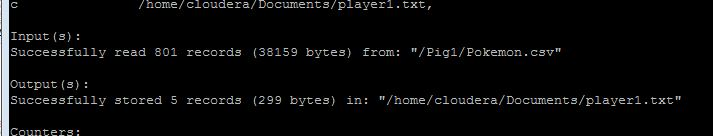 c /home/cloudera/Documents/player1.txt,
Input(s):
Successfully read 801 records (38159 bytes) from: "/Pig1/Pokemon.csv"
Output(s):
Successfully stored 5 records (299 bytes) in: "/home/cloudera/Documents/player1.txt"
Counters: